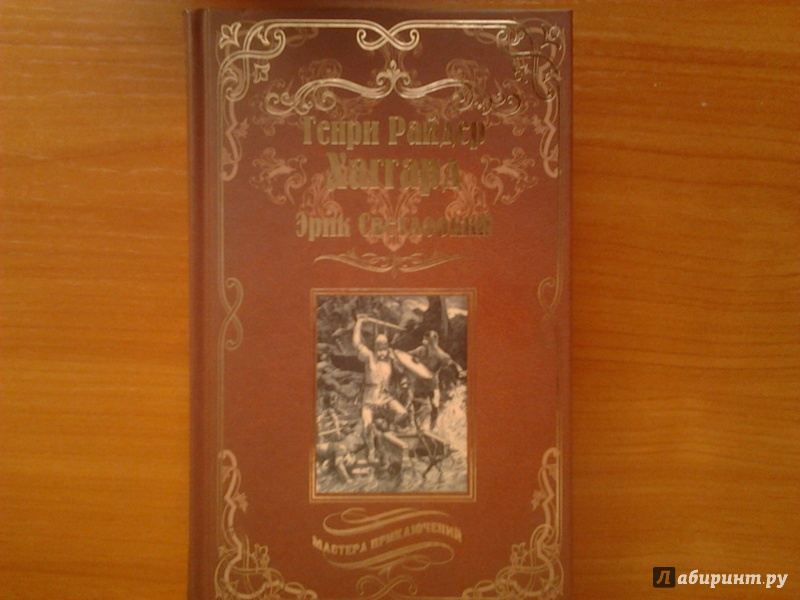 Генри Райдер
Хаггард
Эрик Светлоокий
МАСТЕРА ПРИКЛЮЧЕНИЙ
Лабиринт.ру